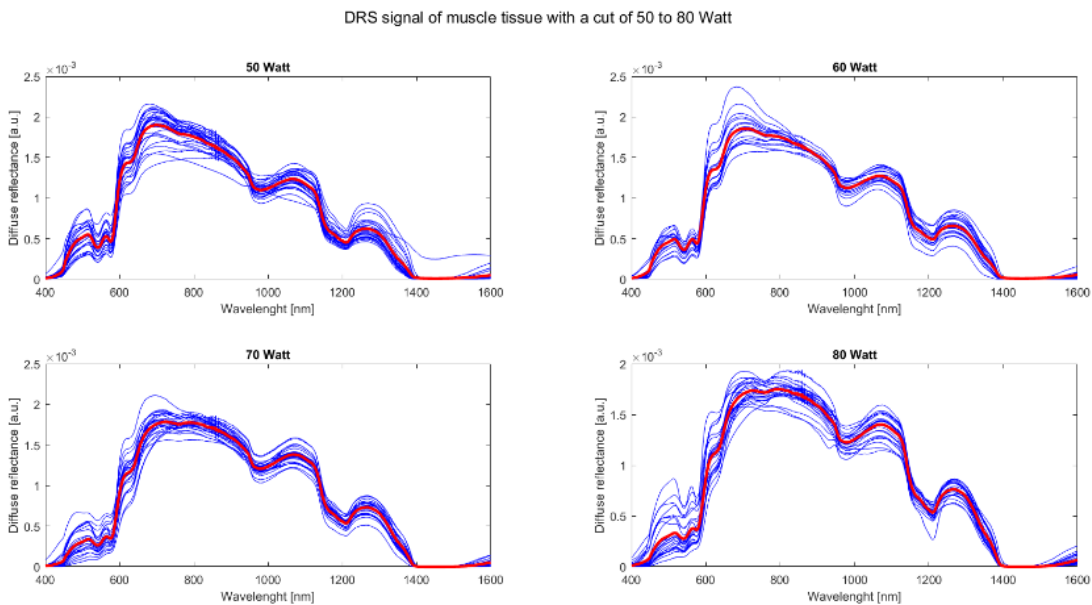 DRS signal of muscle tissue with a cut of 50 to 80 Watt
50 Watt
×10⁻³
2.5
2
1.5
1
0.5
0
Diffuse reflectance [a.u.]
400 600 800 1000 1200 1400 1600
Wavelenght [nm]
60 Watt
×10⁻³
2.5
2
1.5
1
0.5
0
Diffuse reflectance [a.u.]
400 600 800 1000 1200 1400 1600
Wavelenght [nm]
70 Watt
×10⁻³
2.5
2
1.5
1
0.5
0
Diffuse reflectance [a.u.]
400 600 800 1000 1200 1400 1600
Wavelenght [nm]
80 Watt
×10⁻³
2
1.5
1
0.5
0
Diffuse reflectance [a.u.]
400 600 800 1000 1200 1400 1600
Wavelenght [nm]